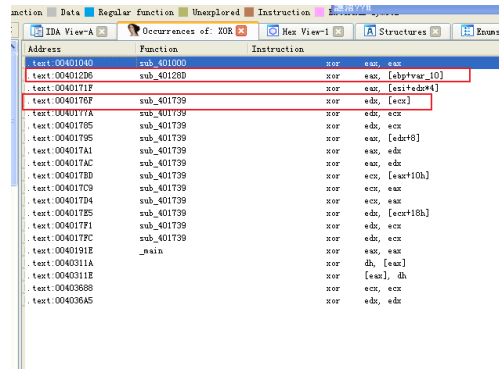 nction Data Regular function Unexplored Instruction
IDA View-A Occurrences of: XOR Hex View-1 Structures Enums
Address Function Instruction
.text:00401040 sub_401000 xor eax, eax
.text:004012D6 sub_40128D xor eax, [ebp+var_10]
.text:0040171F xor eax, [esi+edx*4]
.text:0040176F sub_401739 xor edx, [ecx]
.text:0040177A sub_401739 xor edx, ecx
.text:00401785 sub_401739 xor edx, ecx
.text:00401795 sub_401739 xor eax, [edx+8]
.text:004017A1 sub_401739 xor eax, edx
.text:004017AC sub_401739 xor eax, edx
.text:004017BD sub_401739 xor ecx, [eax+10h]
.text:004017C9 sub_401739 xor ecx, eax
.text:004017D4 sub_401739 xor ecx, eax
.text:004017E5 sub_401739 xor edx, [ecx+18h]
.text:004017F1 sub_401739 xor edx, ecx
.text:004017FC sub_401739 xor edx, ecx
.text:0040191E _main xor eax, eax
.text:0040311A xor dh, [eax]
.text:0040311E xor [eax], dh
.text:00403688 xor ecx, ecx
.text:004036A5 xor edx, edx